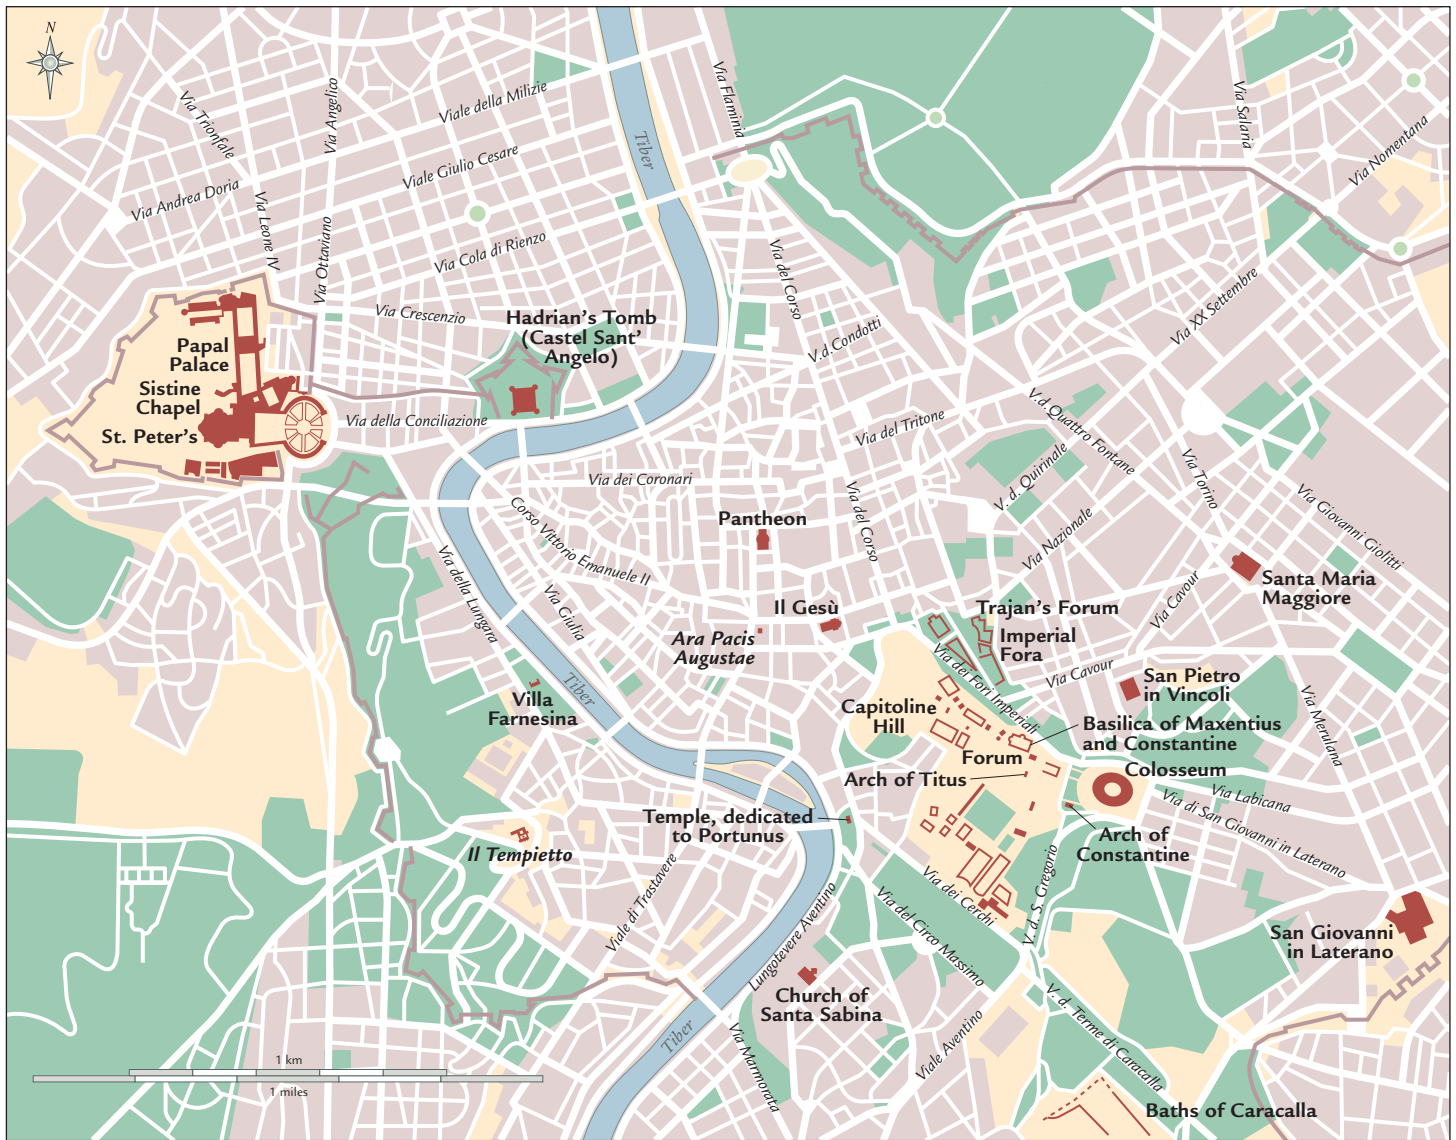 N
Via Flaminia
Via Salaria
Via Nomentana
Via Trionfale
Via Angelico
Viale della Milizie
Tiber
Viale Giulio Cesare
Via Andrea Doria
Via Leone IV
Via Ottaviano
Via Cola di Rienzo
Via del Corso
Via XX Settembre
Via Crescenzio
Hadrian's Tomb
(Castel Sant'
Angelo)
V.d.Condotti
Papal
Palace
Sistine
Chapel
St. Peter's
Via della Conciliazione
Via del Tritone
V.d.Quattro Fontane
Via dei Coronari
V. d. Quirinale
Via Torino
Via Giovanni Giolitti
Corso Vittorio Emanuele II
Pantheon
Via del Corso
Via Nazionale
Via della Lungara
Via Giulia
Il Gesù
Trajan's Forum
Imperial
Fora
Via Cavour
Santa Maria
Maggiore
Ara Pacis
Augustae
Via dei Fori Imperiali
Via Cavour
San Pietro
in Vincoli
Tiber
Villa
Farnesina
Capitoline
Hill
Basilica of Maxentius
and Constantine
Via Merulana
Forum
Arch of Titus
Colosseum
Via Labicana
Via di San Giovanni in Laterano
Temple, dedicated
to Portunus
Arch of
Constantine
Il Tempietto
Viale di Trastavere
Via dei Cerchi
V. d. S. Gregorio
Via del Circo Massimo
Lungotevere Aventino
San Giovanni
in Laterano
Church of
Santa Sabina
V. d. Terme di Caracalla
Viale Aventino
Tiber
Via Marmorata
1 km
1 miles
Baths of Caracalla